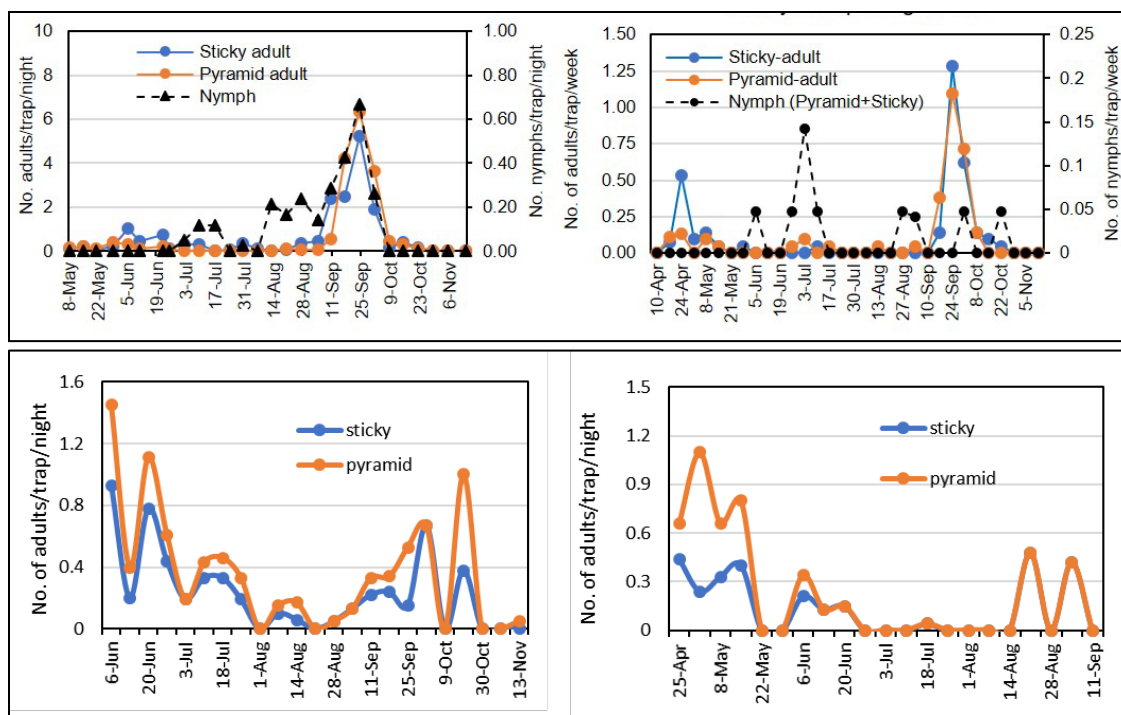 10
8
6
4
2
0
1.00
0.80
0.60
0.40
0.20
0.00
No. adults/trap/night
No. nymphs/trap/night
Sticky adult
Pyramid adult
Nymph
8-May
22-May
5-Jun
19-Jun
3-Jul
17-Jul
31-Jul
14-Aug
28-Aug
11-Sep
25-Sep
9-Oct
23-Oct
6-Nov
1.50
1.25
1.00
0.75
0.50
0.25
0.00
0.25
0.2
0.15
0.1
0.05
0
No. of adults/trap/week
No. of nymphs/trap/week
Sticky-adult
Pyramid-adult
Nymph (Pyramid+Sticky)
10-Apr
24-Apr
8-May
21-May
5-Jun
19-Jun
3-Jul
17-Jul
30-Jul
13-Aug
27-Aug
10-Sep
24-Sep
8-Oct
22-Oct
5-Nov
1.6
1.2
0.8
0.4
0
No. of adults/trap/night
sticky
pyramid
6-Jun
20-Jun
3-Jul
18-Jul
1-Aug
14-Aug
28-Aug
11-Sep
25-Sep
9-Oct
30-Oct
13-Nov
1.5
1.2
0.9
0.6
0.3
0
No. of adults/trap/night
sticky
pyramid
25-Apr
8-May
22-May
6-Jun
20-Jun
3-Jul
18-Jul
1-Aug
14-Aug
28-Aug
11-Sep